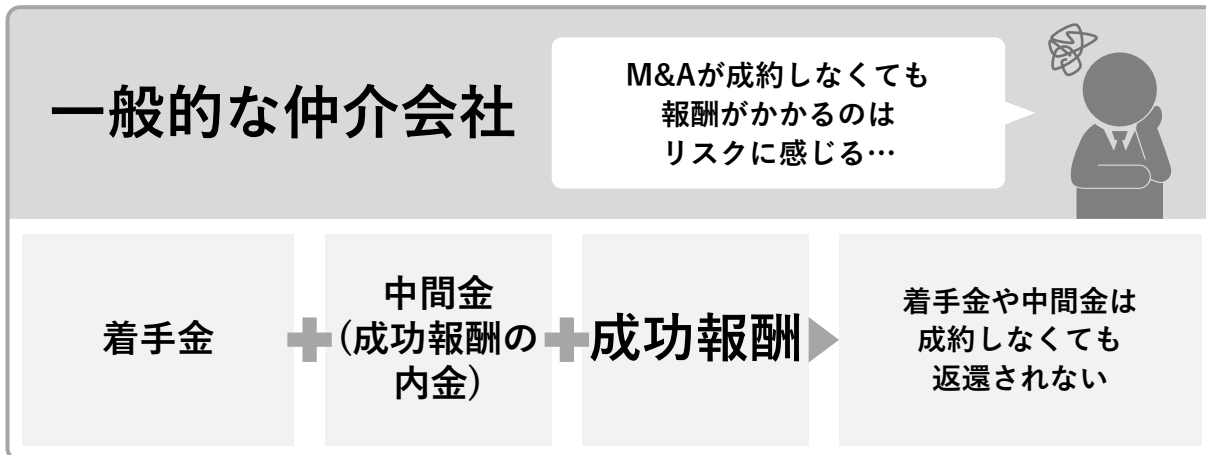 一般的な仲介会社
M&Aが成約しなくても
報酬がかかるのは
リスクに感じる…
着手金
中間金
(成功報酬の
内金)
成功報酬
着手金や中間金は
成約しなくても
返還されない